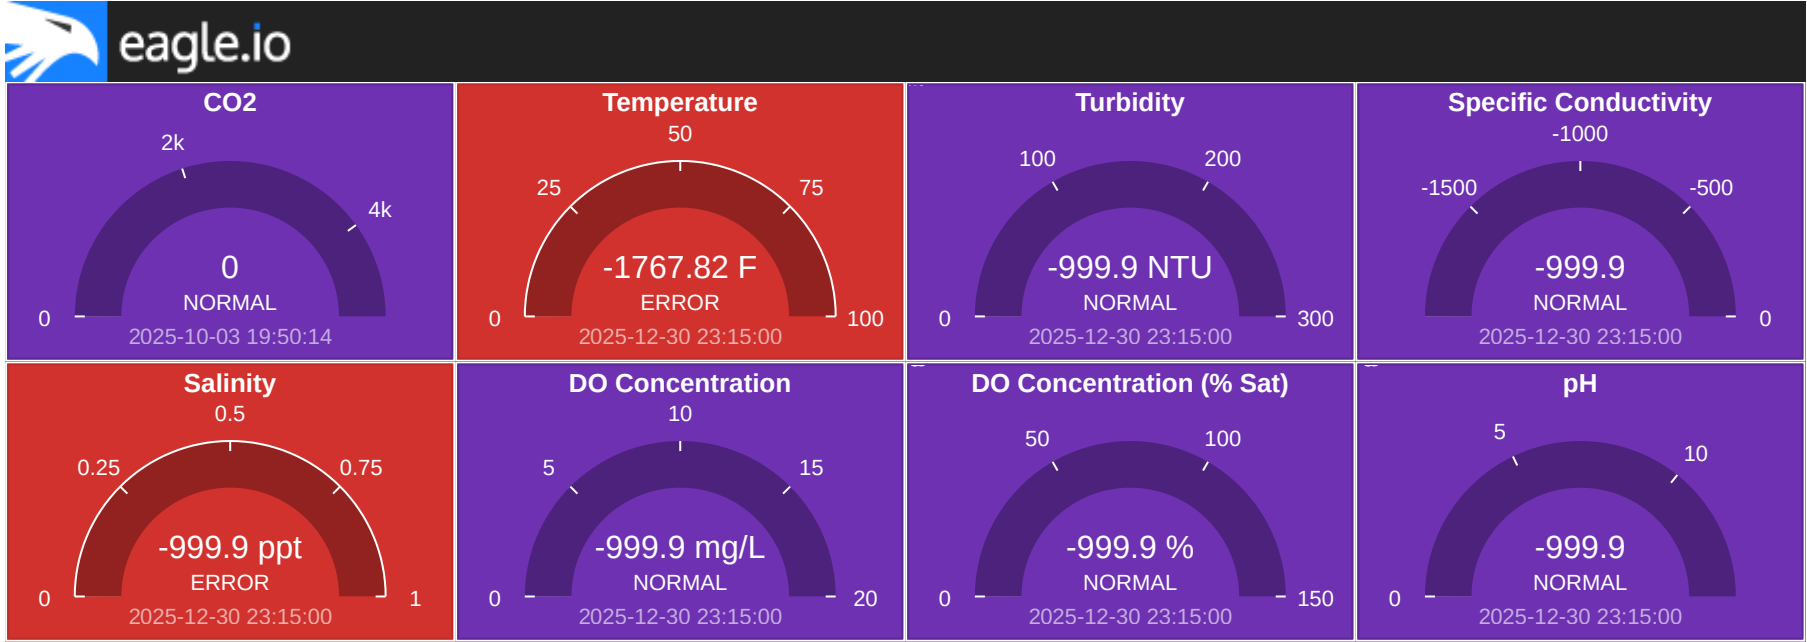 eagle.io
CO2
2k
4k
0
0
NORMAL
2025-10-03 19:50:14
Temperature
50
25
75
-1767.82 F
ERROR
0
100
2025-12-30 23:15:00
Turbidity
100
200
-999.9 NTU
NORMAL
0
300
2025-12-30 23:15:00
Specific Conductivity
-1000
-1500
-500
-999.9
NORMAL
0
2025-12-30 23:15:00
Salinity
0.5
0.25
0.75
-999.9 ppt
ERROR
0
1
2025-12-30 23:15:00
DO Concentration
10
5
15
-999.9 mg/L
NORMAL
0
20
2025-12-30 23:15:00
DO Concentration (% Sat)
50
100
-999.9 %
NORMAL
0
150
2025-12-30 23:15:00
pH
5
10
-999.9
NORMAL
0
2025-12-30 23:15:00